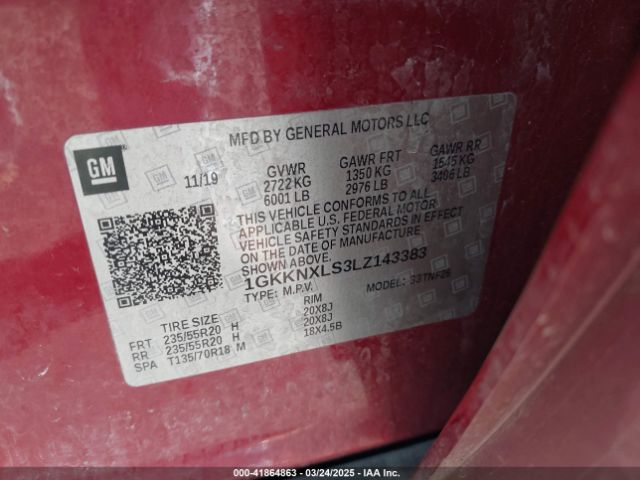 MFD BY GENERAL MOTORS LLC
GM
11/19
GVWR GAWR FRT GAWR RR
2722 KG 1350 KG 1545 KG
6001 LB 2976 LB 3406 LB
THIS VEHICLE CONFORMS TO ALL
APPLICABLE U.S. FEDERAL MOTOR
VEHICLE SAFETY STANDARDS IN EFFECT
ON THE DATE OF MANUFACTURE
SHOWN ABOVE.
1GKKNXLS3LZ143383
TYPE: M.P.V. MODEL: 33TNF26
TIRE SIZE RIM
FRT 235/55R20 H 20X8J
RR 235/55R20 H 20X8J
SPA T135/70R18 M 18X4.5B
000-41864863 - 03/24/2025 - IAA Inc.